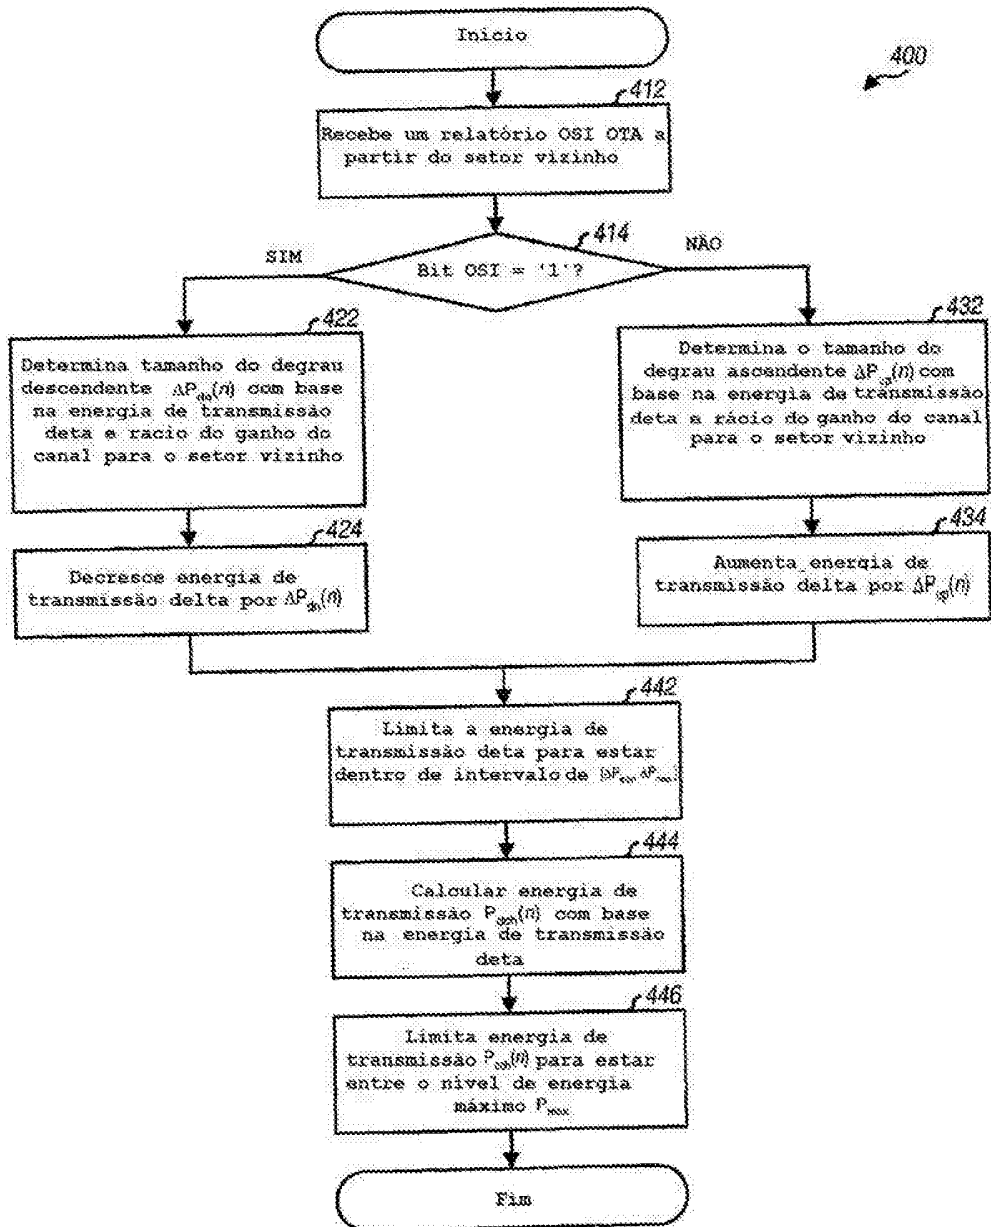 Início
400
412
Recebe um relatório OSI OTA a
partir do setor vizinho
414
SIM
NÃO
Bit OSI = '1'?
422
Determina tamanho do degrau
descendente ΔP_dn(n) com base
na energia de transmissão
deta e racio do ganho do
canal para o setor vizinho
432
Determina o tamanho do
degrau ascendente ΔP_up(n) com
base na energia de transmissão
deta e rácio do ganho do canal
para o setor vizinho
424
Decresce energia de
transmissão delta por ΔP_dn(n)
434
Aumenta energia de
transmissão delta por ΔP_up(n)
442
Limita a energia de
transmissão deta para estar
dentro de intervalo de
444
Calcular energia de
transmissão P_dch(n) com base
na energia de transmissão
deta
446
Limita energia de
transmissão P_dch(n) para estar
entre o nível de energia
máximo P_max
Fim